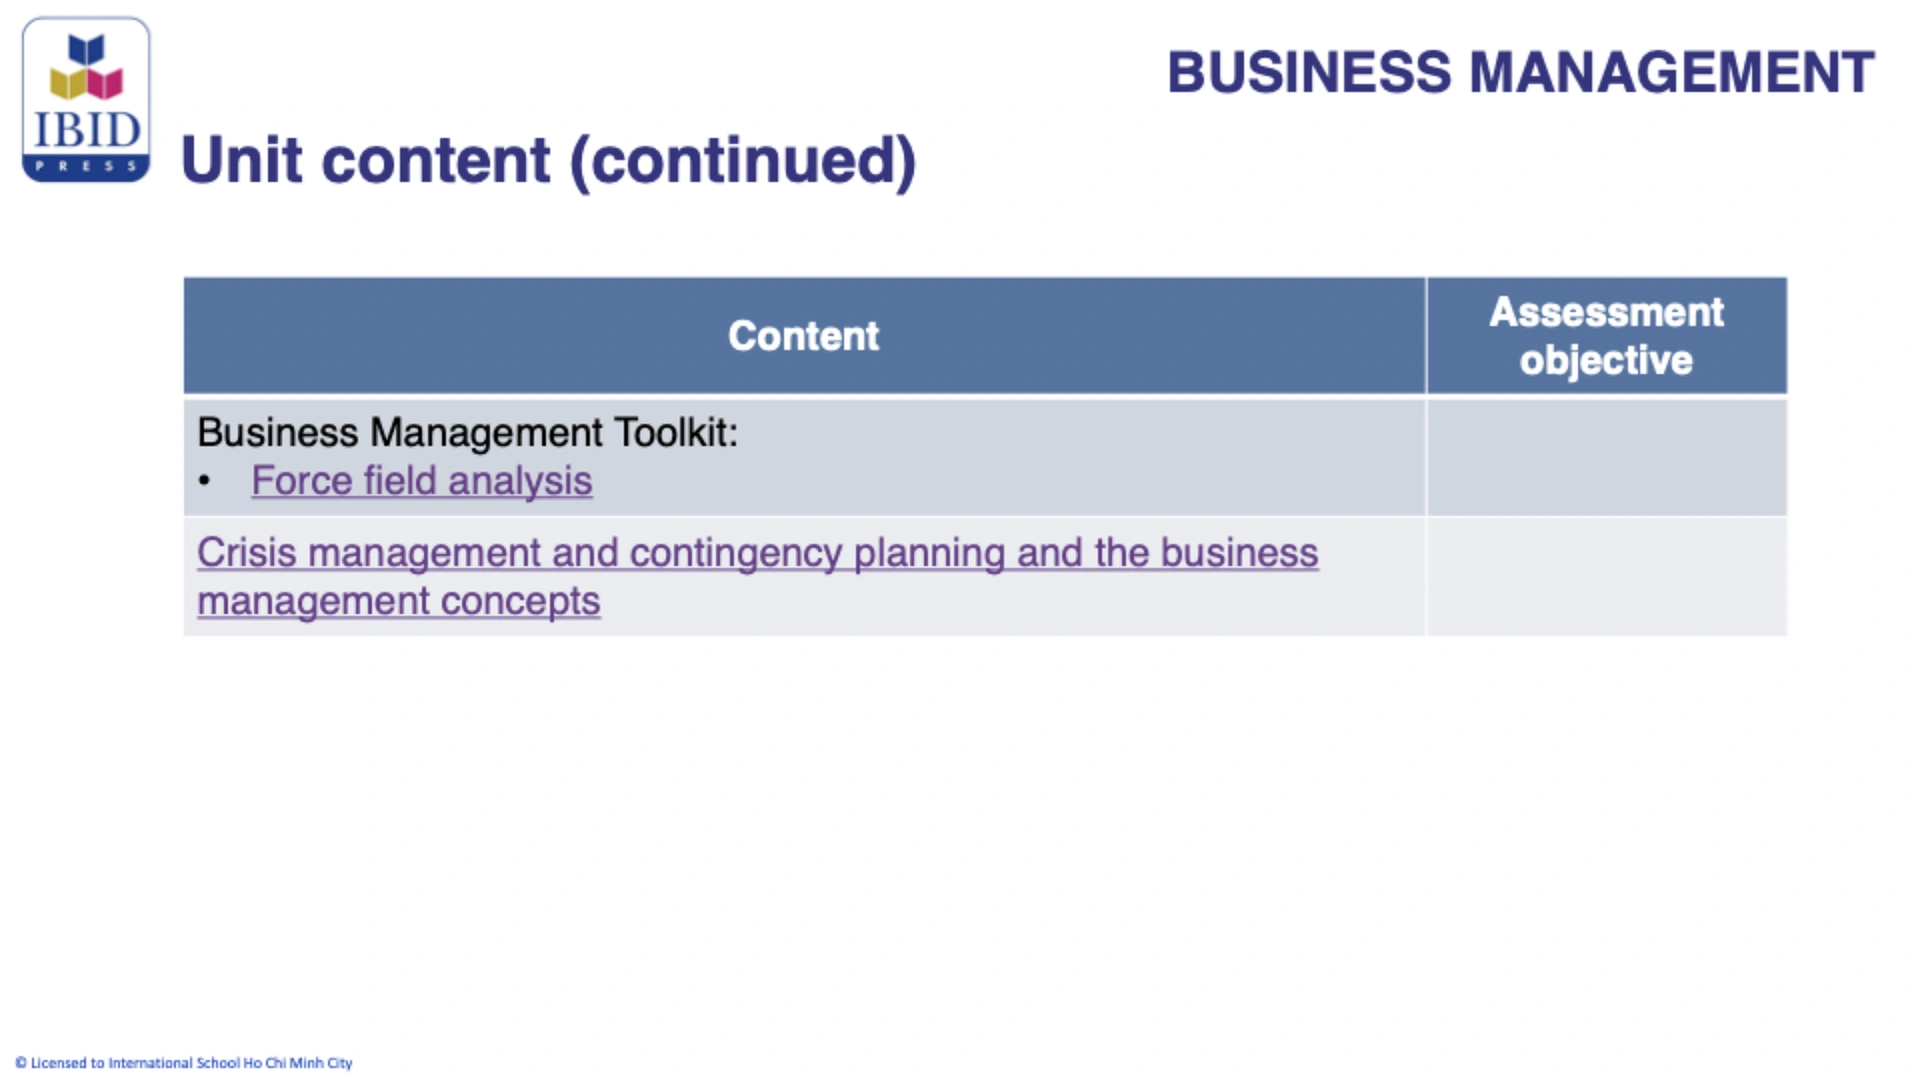 BUSINESS MANAGEMENT
IBID
PRESS
Unit content (continued)
Content
Assessment
objective
Business Management Toolkit:
• Force field analysis
Crisis management and contingency planning and the business
management concepts
© Licensed to International School Ho Chi Minh City